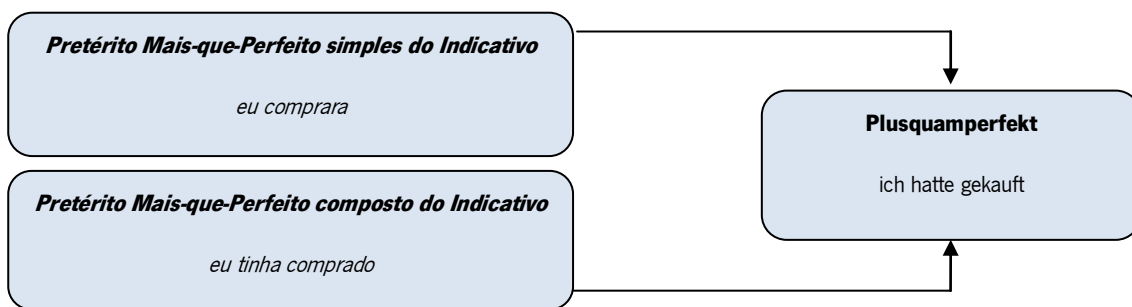 Pretérito Mais-que-Perfeito simples do Indicativo
eu comprara
Pretérito Mais-que-Perfeito composto do Indicativo
eu tinha comprado
Plusquamperfekt
ich hatte gekauft